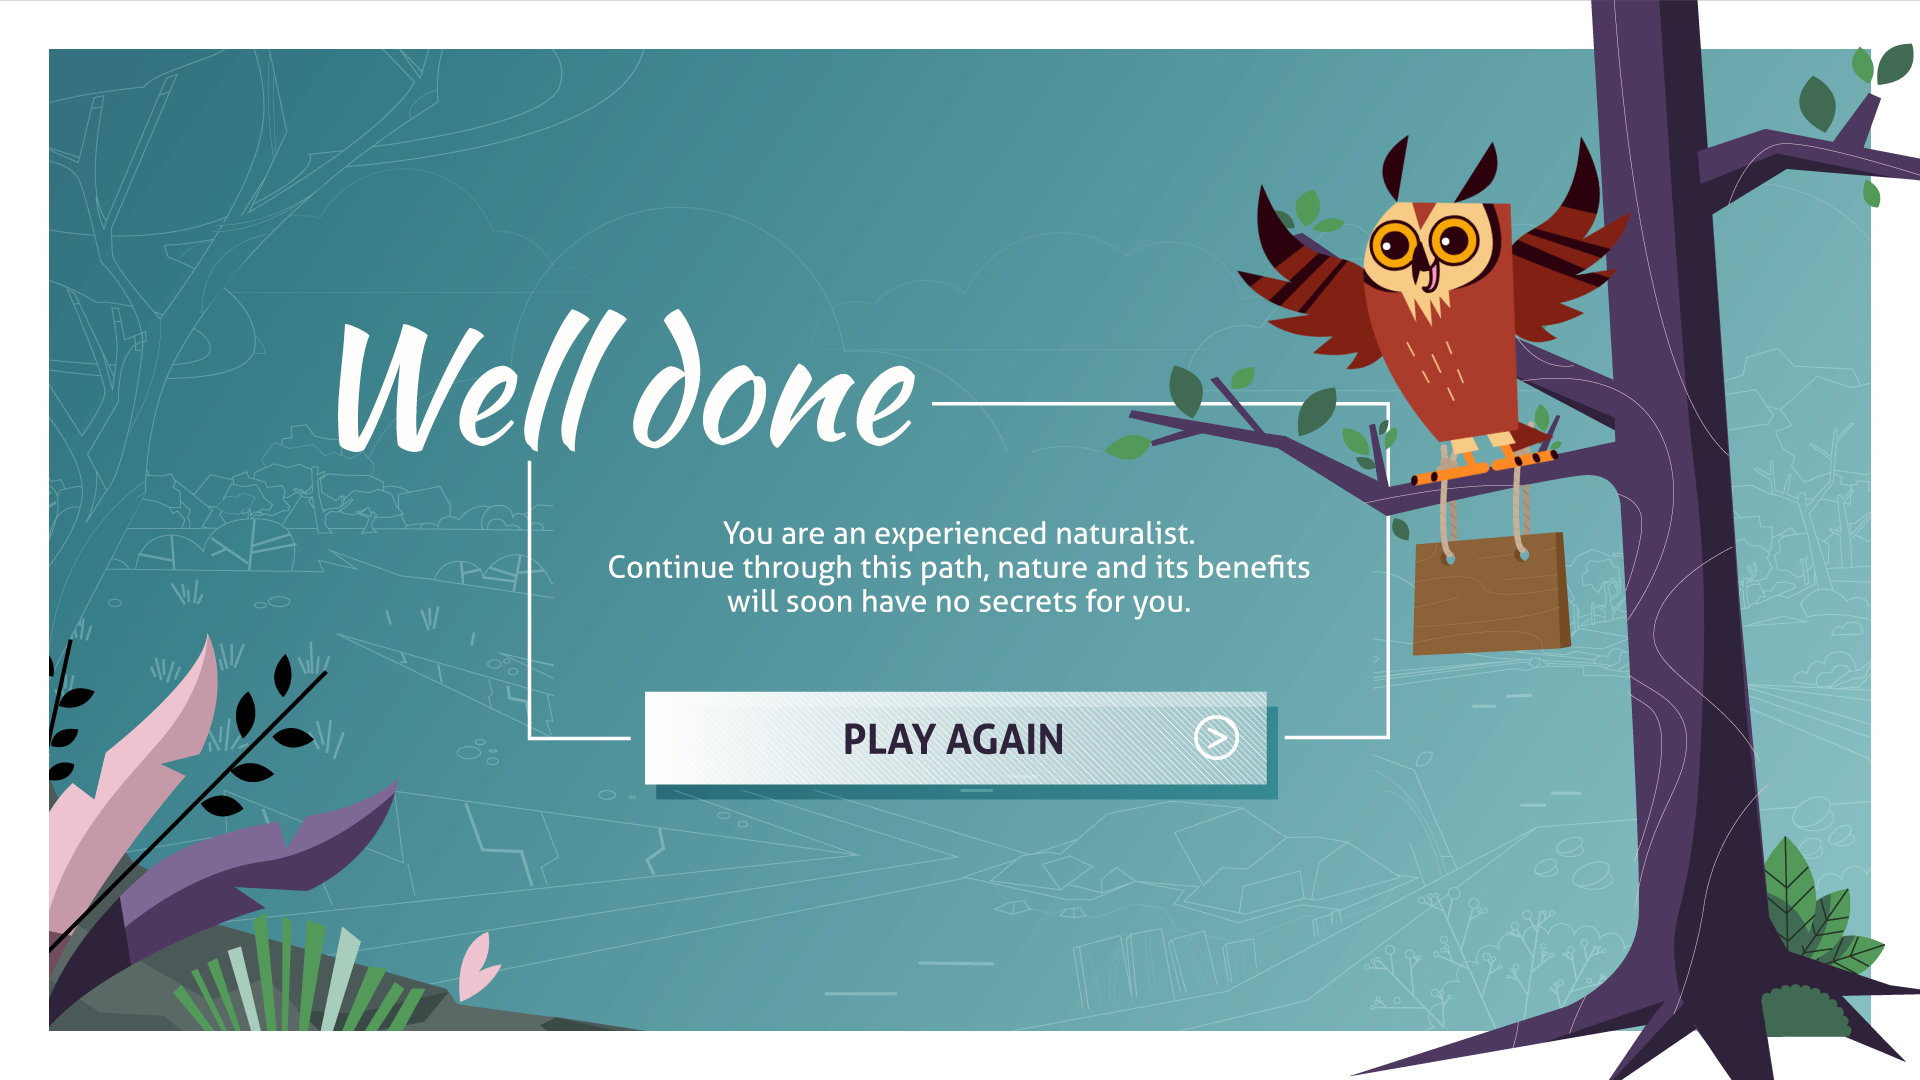 Well done
You are an experienced naturalist.
Continue through this path, nature and its benefits
will soon have no secrets for you.
PLAY AGAIN